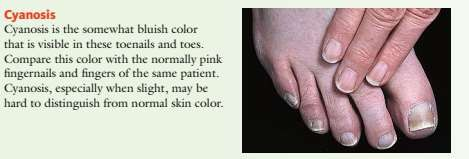 Cyanosis
Cyanosis is the somewhat bluish color
that is visible in these toenails and toes.
Compare this color with the normally pink
fingernails and fingers of the same patient.
Cyanosis, especially when slight, may be
hard to distinguish from normal skin color.